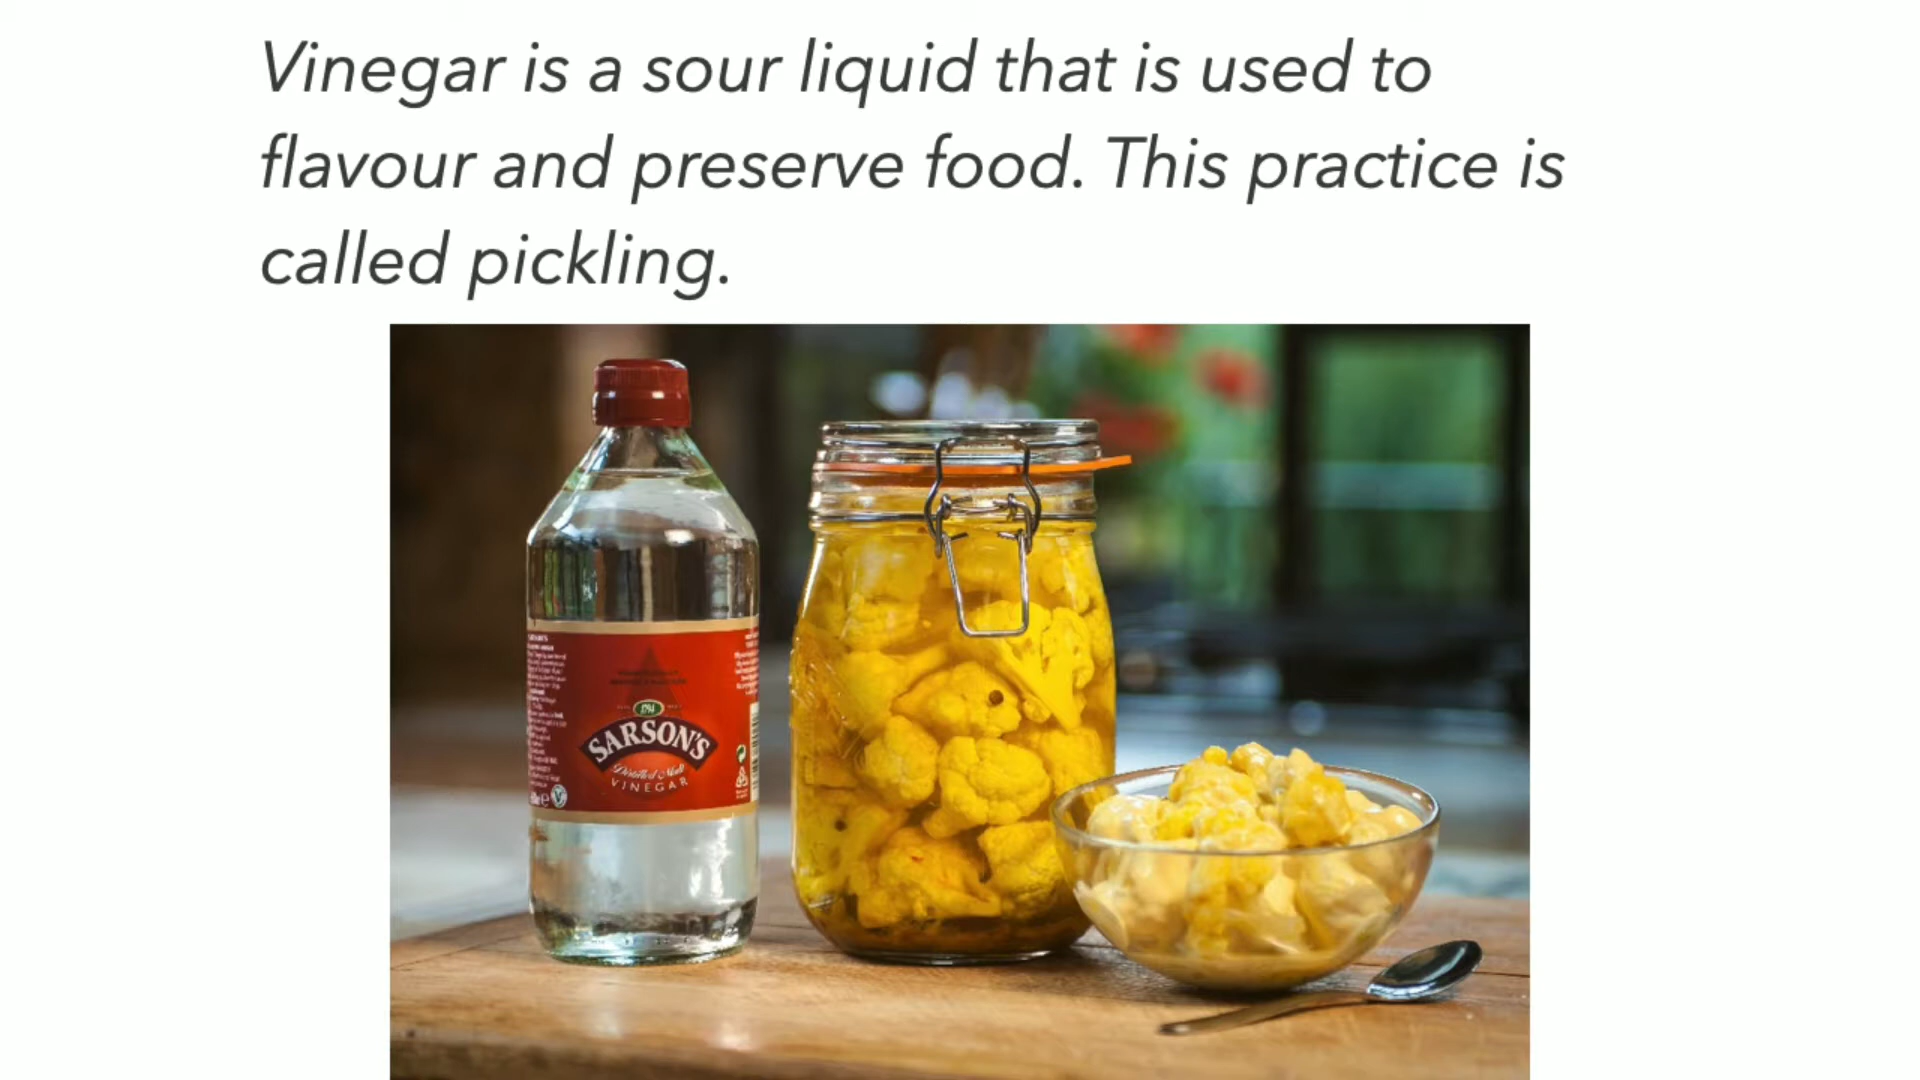 Vinegar is a sour liquid that is used to
flavour and preserve food. This practice is
called pickling.
1794
SARSON'S
Distilled Malt
VINEGAR